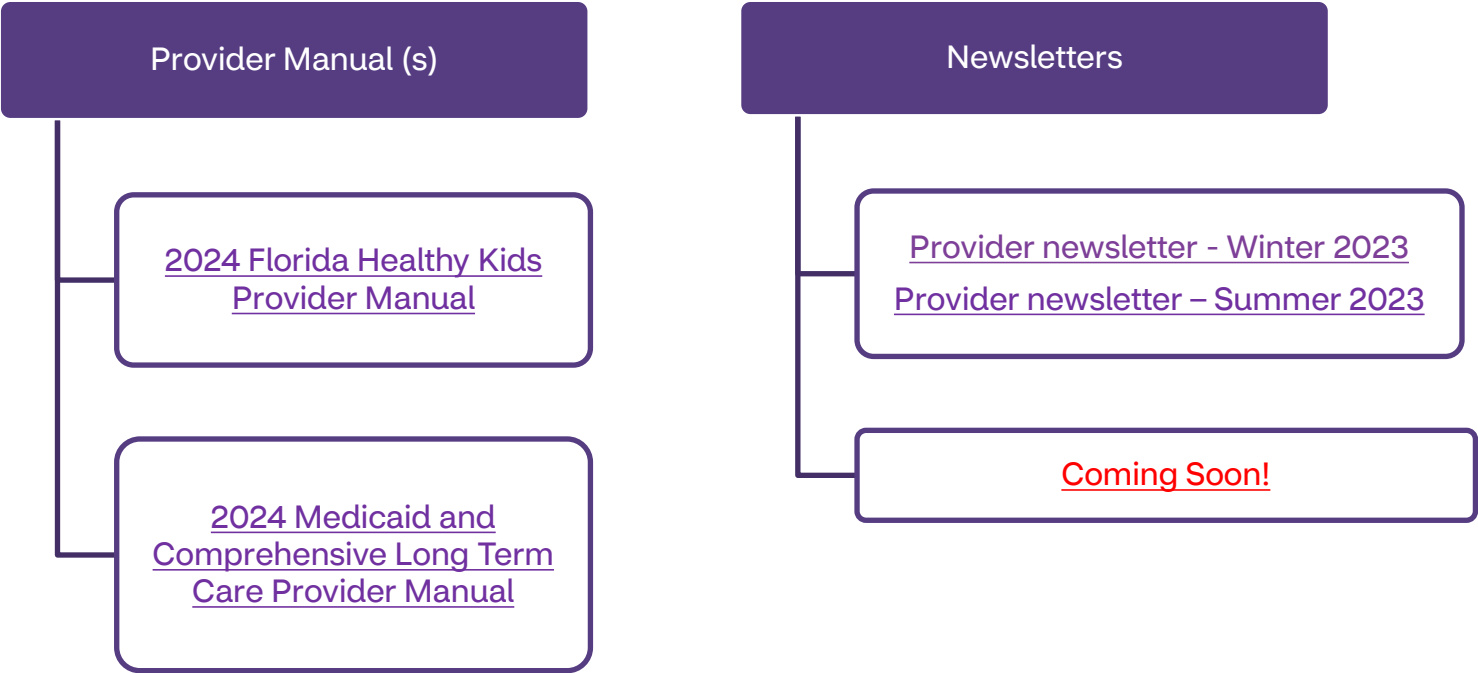 Provider Manual (s)
2024 Florida Healthy Kids
Provider Manual
2024 Medicaid and
Comprehensive Long Term
Care Provider Manual
Newsletters
Provider newsletter - Winter 2023
Provider newsletter – Summer 2023
Coming Soon!